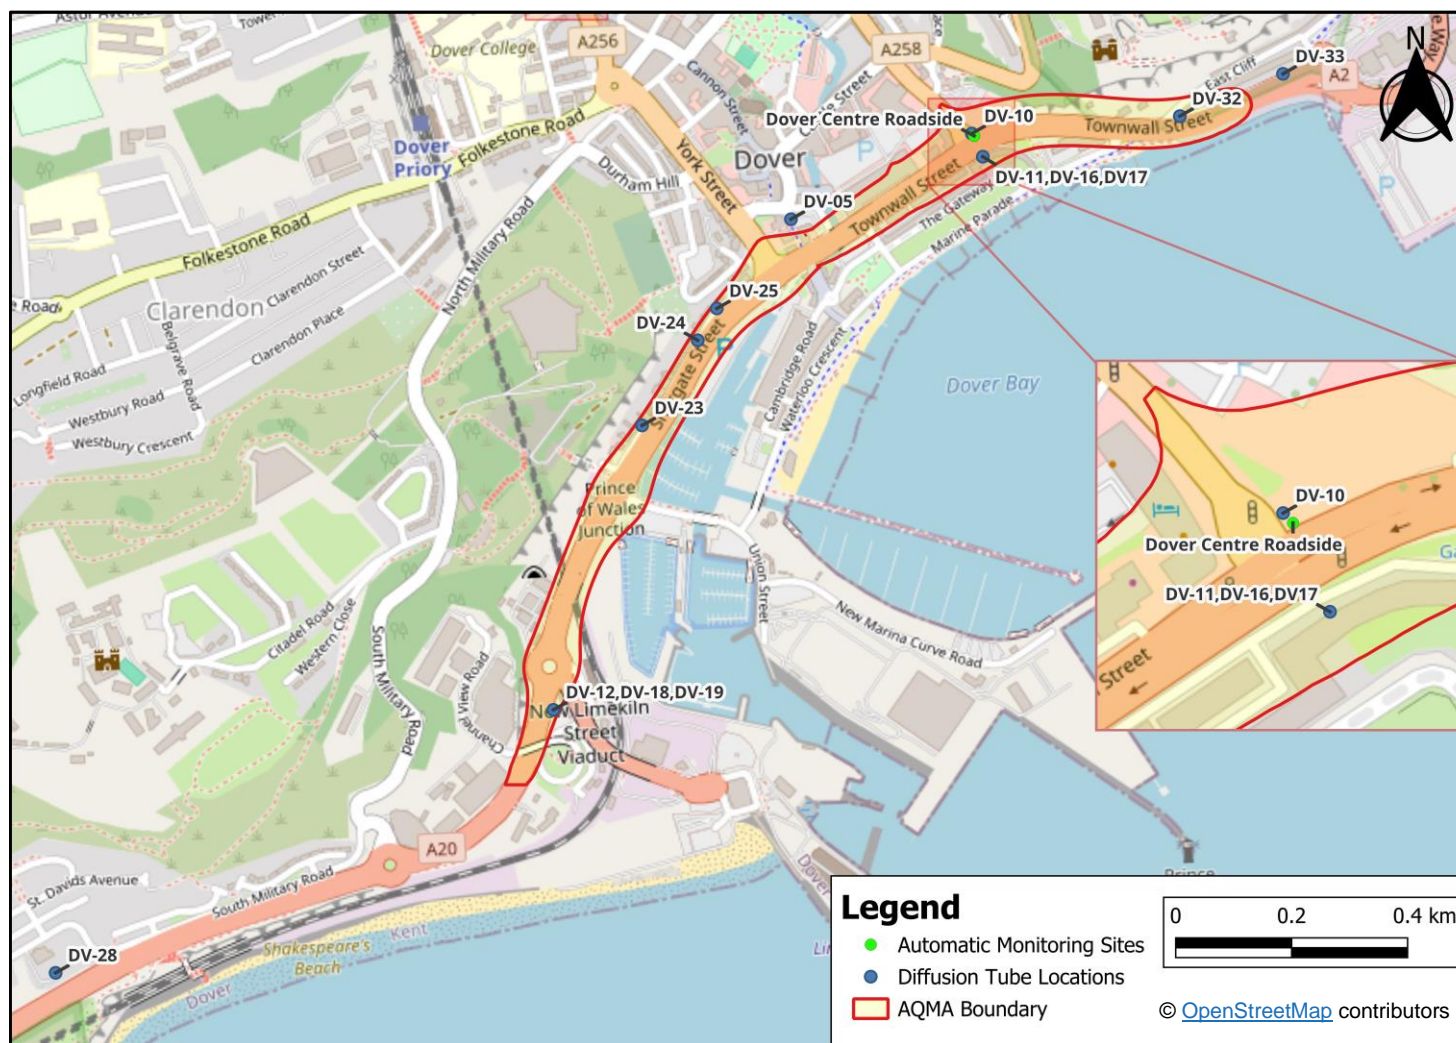 Astor Avenue
Tower
Dover College
A256
A258
Cannon Street
Castle Street
East Cliff
DV-33
A2
Way
N
DV-32
Dover Centre Roadside
DV-10
Townwall Street
Folkestone Road
Dover
Priory
York Street
Dover
P
Durham Hill
DV-05
Townwall Street
DV-11,DV-16,DV17
The Gateway
Marine Parade
P
Folkestone Road
Clarendon Street
North Military Road
e Road
Clarendon
Clarendon Place
Belgrave Road
DV-25
DV-24
P
Snargate Street
Cambridge Road
Waterloo Crescent
Dover Bay
Longfield Road
Westbury Road
Westbury Crescent
DV-23
Prince
of Wales
Junction
DV-10
Dover Centre Roadside
Ga
DV-11,DV-16,DV17
Street
Union Street
New Marina Curve Road
Citadel Road
Western Close
South Military Road
Channel View Road
DV-12,DV-18,DV-19
New Limekiln
Street
Viaduct
A20
St. Davids Avenue
South Military Road
Kent
Shakespeare's
Beach
DV-28
Dover
Dover
Prince
Legend
Automatic Monitoring Sites
Diffusion Tube Locations
AQMA Boundary
0 0.2 0.4 km
© OpenStreetMap contributors